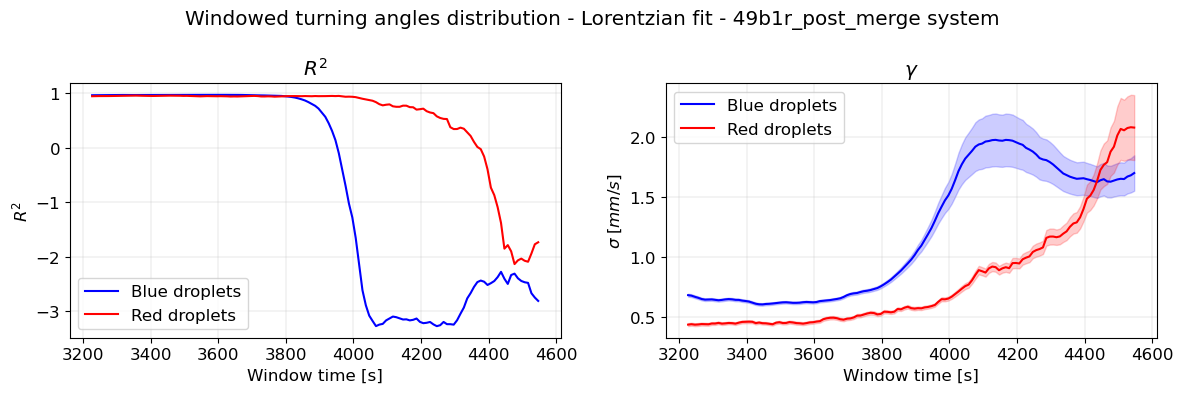 Windowed turning angles distribution - Lorentzian fit - 49b1r_post_merge system
R²
1
0
−1
−2
−3
R²
Blue droplets
Red droplets
3200 3400 3600 3800 4000 4200 4400 4600
Window time [s]
γ
2.0
1.5
1.0
0.5
σ [mm/s]
Blue droplets
Red droplets
3200 3400 3600 3800 4000 4200 4400 4600
Window time [s]